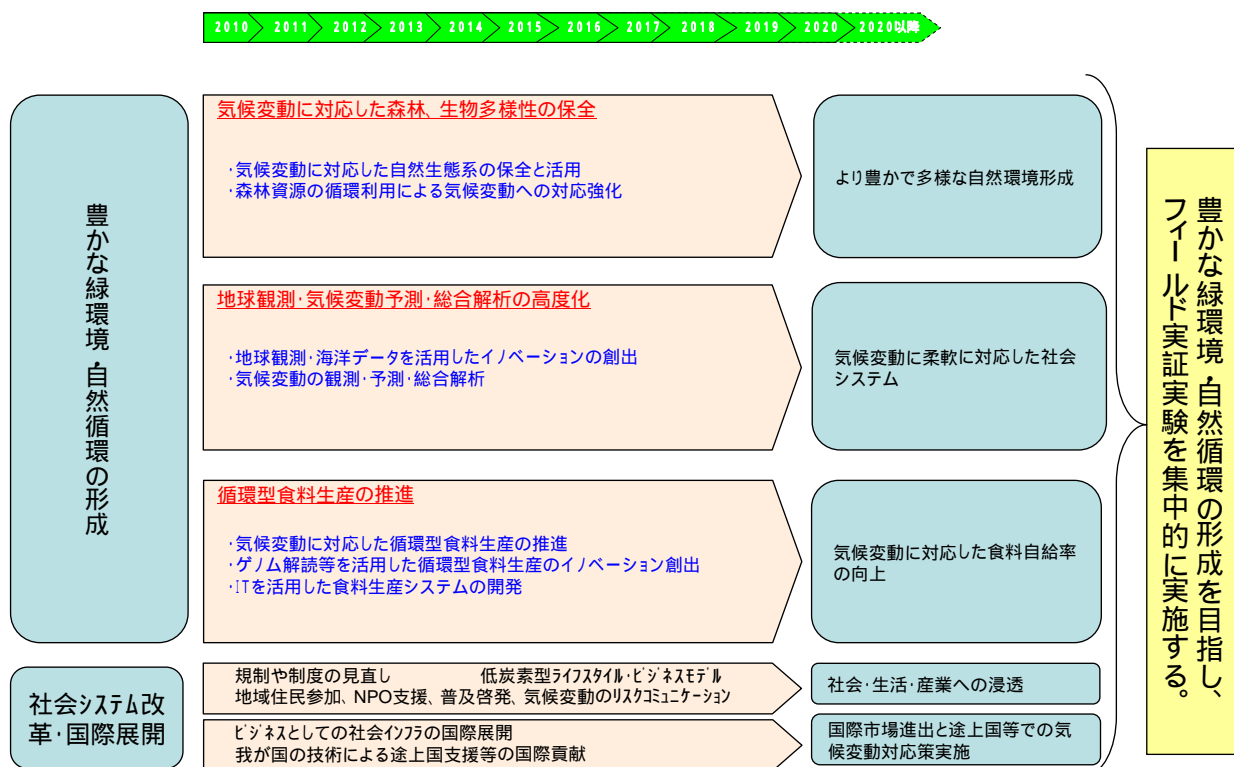 2010 2011 2012 2013 2014 2015 2016 2017 2018 2019 2020 2020以降
豊かな緑環境・自然循環の形成
気候変動に対応した森林、生物多様性の保全
・気候変動に対応した自然生態系の保全と活用
・森林資源の循環利用による気候変動への対応強化
より豊かで多様な自然環境形成
地球観測・気候変動予測・総合解析の高度化
・地球観測・海洋データを活用したイノベーションの創出
・気候変動の観測・予測・総合解析
気候変動に柔軟に対応した社会
システム
循環型食料生産の推進
・気候変動に対応した循環型食料生産の推進
・ゲノム解読等を活用した循環型食料生産のイノベーション創出
・ITを活用した食料生産システムの開発
気候変動に対応した食料自給率
の向上
社会システム改
革・国際展開
規制や制度の見直し 低炭素型ライフスタイル・ビジネスモデル
地域住民参加、NPO支援、普及啓発、気候変動のリスクコミュニケーション
社会・生活・産業への浸透
ビジネスとしての社会インフラの国際展開
我が国の技術による途上国支援等の国際貢献
国際市場進出と途上国等での気
候変動対応策実施
豊かな緑環境・自然循環の形成を目指し、
フィールド実証実験を集中的に実施する。